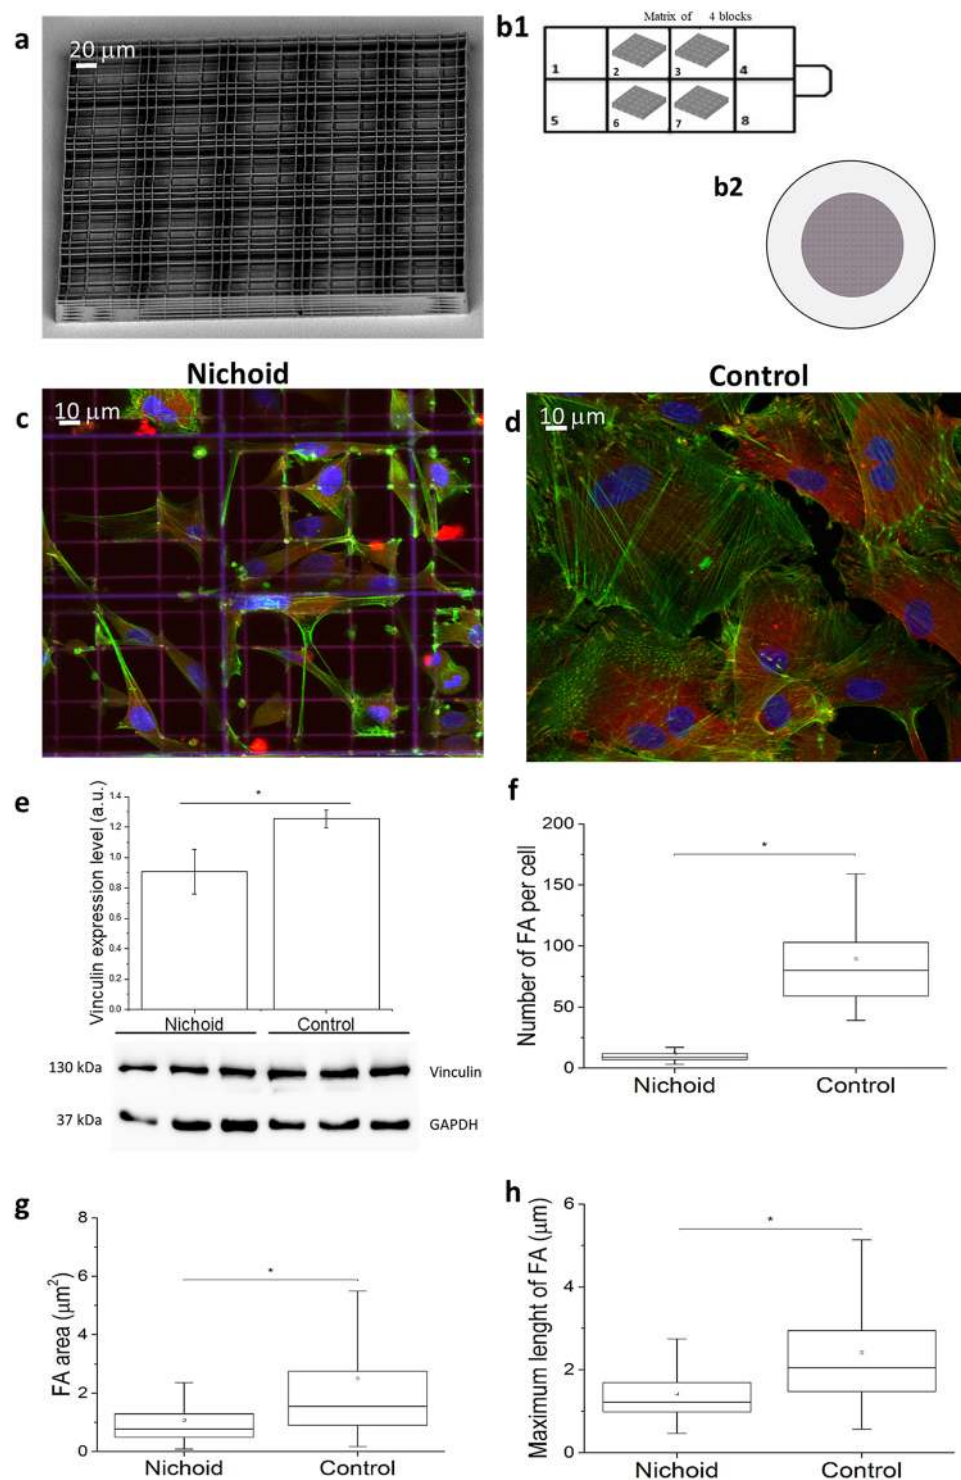 a
20 μm
b1
Matrix of 4 blocks
1
2
3
4
5
6
7
8
b2
Nichoid
Control
c
10 μm
d
10 μm
e
Vinculin expression level (a.u.)
1.4
1.2
1.0
0.8
0.6
0.4
0.2
0.0
*
Nichoid
Control
130 kDa
Vinculin
37 kDa
GAPDH
f
Number of FA per cell
200
150
100
50
0
*
Nichoid
Control
g
FA area (μm²)
8
6
4
2
0
*
Nichoid
Control
h
Maximum lenght of FA (μm)
6
4
2
0
*
Nichoid
Control